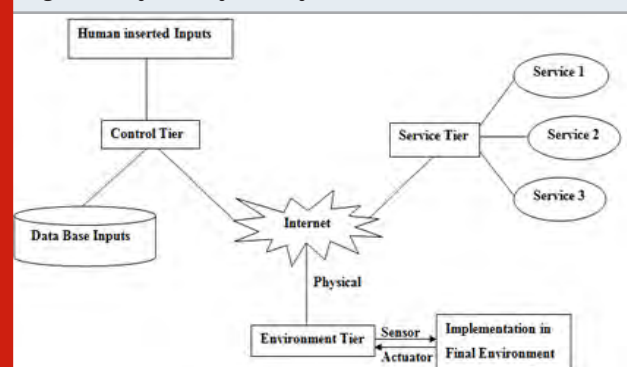 Human inserted Inputs
Control Tier
Data Base Inputs
Internet
Service Tier
Service 1
Service 2
Service 3
Physical
Environment Tier
Sensor
Actuator
Implementation in
Final Environment